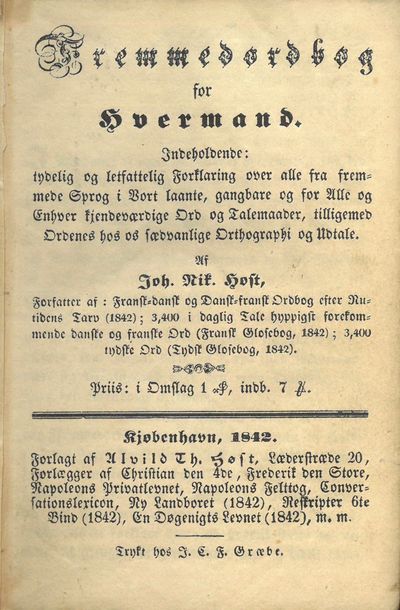 Fremmedordbog
for
Hvermand.
Indeholdende:
tydelig og letfattelig Forklaring over alle fra frem-
mede Sprog i Vort laante, gangbare og for Alle og
Enhver kjendeværdige Ord og Talemaader, tilligemed
Ordenes hos os sædvanlige Orthographi og Udtale.
Af
Joh. Nik. Høst,
Forfatter af: Fransk-dansk og Dansk-fransk Ordbog efter Nu-
tidens Tarv (1842); 3,400 i daglig Tale hyppigst forekom-
mende danske og franske Ord (Fransk Glosebog, 1842); 3,400
tydske Ord (Tydsk Glosebog, 1842).
Priis: i Omslag 1 , indb. 7 .
Kjøbenhavn, 1842.
Forlagt af Alvild Th. Høst, Læderstræde 20,
Forlægger af Christian den 4de, Frederik den Store,
Napoleons Privatlevnet, Napoleons Felttog, Conver-
sationslexicon, Ny Landboret (1842), Reskripter 6te
Bind (1842), En Døgenigts Levnet (1842), m. m.
Trykt hos J. C. F. Græbe.